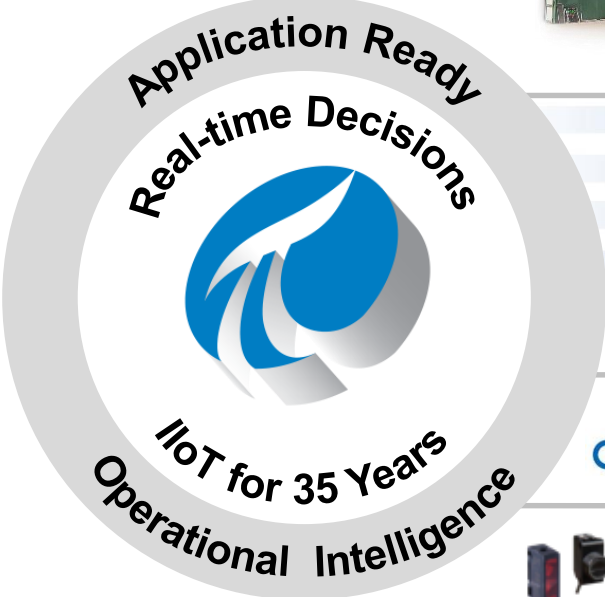 Application Ready
Real-time Decisions
IIoT for 35 Years
Operational Intelligence